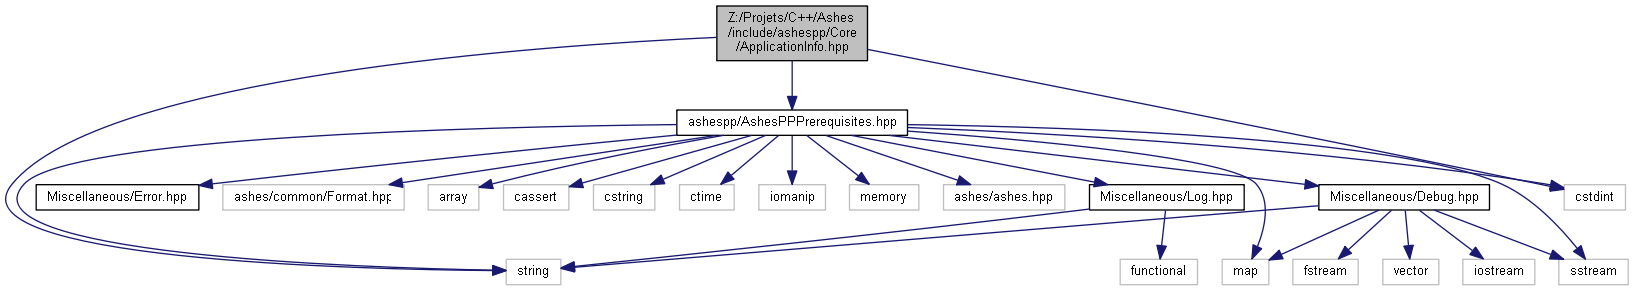 Z:/Projets/C++/Ashes
/include/ashespp/Core
/ApplicationInfo.hpp
ashespp/AshesPPPrerequisites.hpp
Miscellaneous/Error.hpp
ashes/common/Format.hpp
array
cassert
cstring
ctime
iomanip
memory
ashes/ashes.hpp
Miscellaneous/Log.hpp
Miscellaneous/Debug.hpp
cstdint
string
functional
map
fstream
vector
iostream
sstream